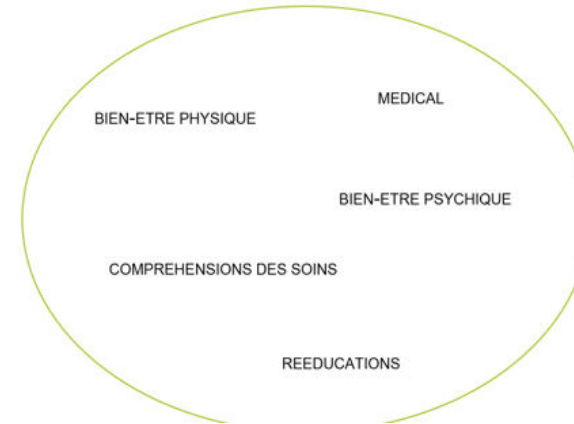 MEDICAL
BIEN-ETRE PHYSIQUE
BIEN-ETRE PSYCHIQUE
COMPREHENSIONS DES SOINS
REEDUCATIONS